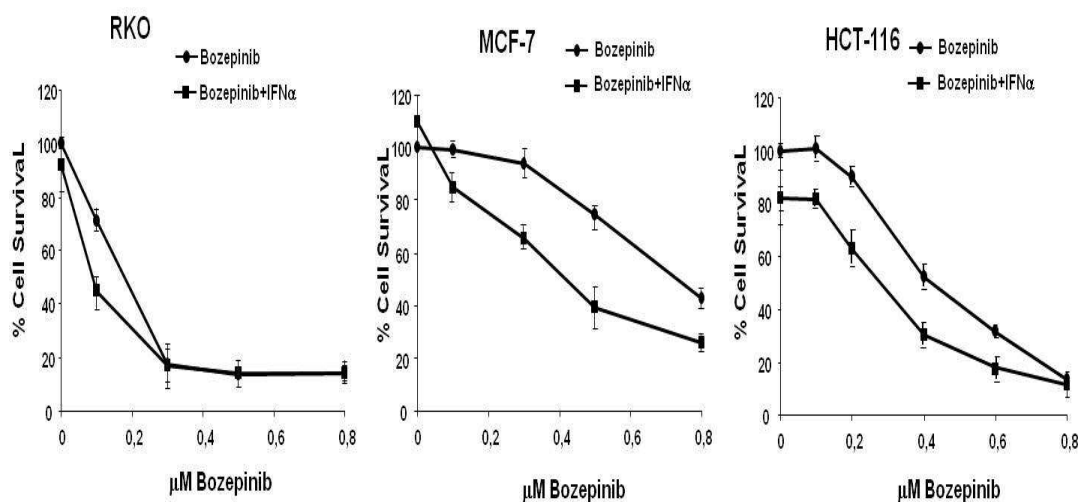 RKO
Bozepinib
Bozepinib+IFNα
120
100
80
60
40
20
0
% Cell SurvivaL
0 0,2 0,4 0,6 0,8
µM Bozepinib
MCF-7
Bozepinib
Bozepinib+IFNα
120
100
80
60
40
20
0
% Cell SurvivaL
0 0,2 0,4 0,6 0,8
µM Bozepinib
HCT-116
Bozepinib
Bozepinib+IFNα
120
100
80
60
40
20
0
% Cell SurvivaL
0 0,2 0,4 0,6 0,8
µM Bozepinib